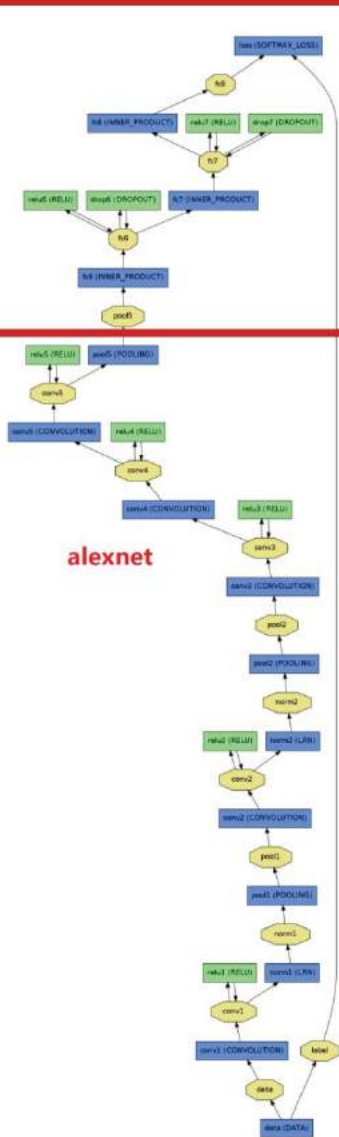 loss (SOFTMAX_LOSS)
fc8
fc8 (INNER_PRODUCT)
relu7 (RELU)
drop7 (DROPOUT)
fc7
relu6 (RELU)
drop6 (DROPOUT)
fc7 (INNER_PRODUCT)
fc6
fc6 (INNER_PRODUCT)
pool5
relu5 (RELU)
pool5 (POOLING)
conv5
conv5 (CONVOLUTION)
relu4 (RELU)
conv4
conv4 (CONVOLUTION)
relu3 (RELU)
conv3
alexnet
conv3 (CONVOLUTION)
pool2
pool2 (POOLING)
norm2
relu2 (RELU)
norm2 (LRN)
conv2
conv2 (CONVOLUTION)
pool1
pool1 (POOLING)
norm1
relu1 (RELU)
norm1 (LRN)
conv1
conv1 (CONVOLUTION)
label
data
data (DATA)